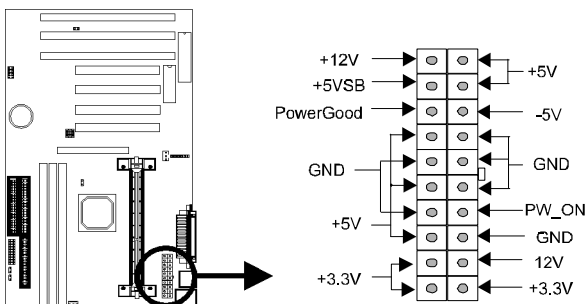 +12V
+5V
+5VSB
PowerGood
-5V
GND
GND
+5V
PW_ON
GND
12V
+3.3V
+3.3V